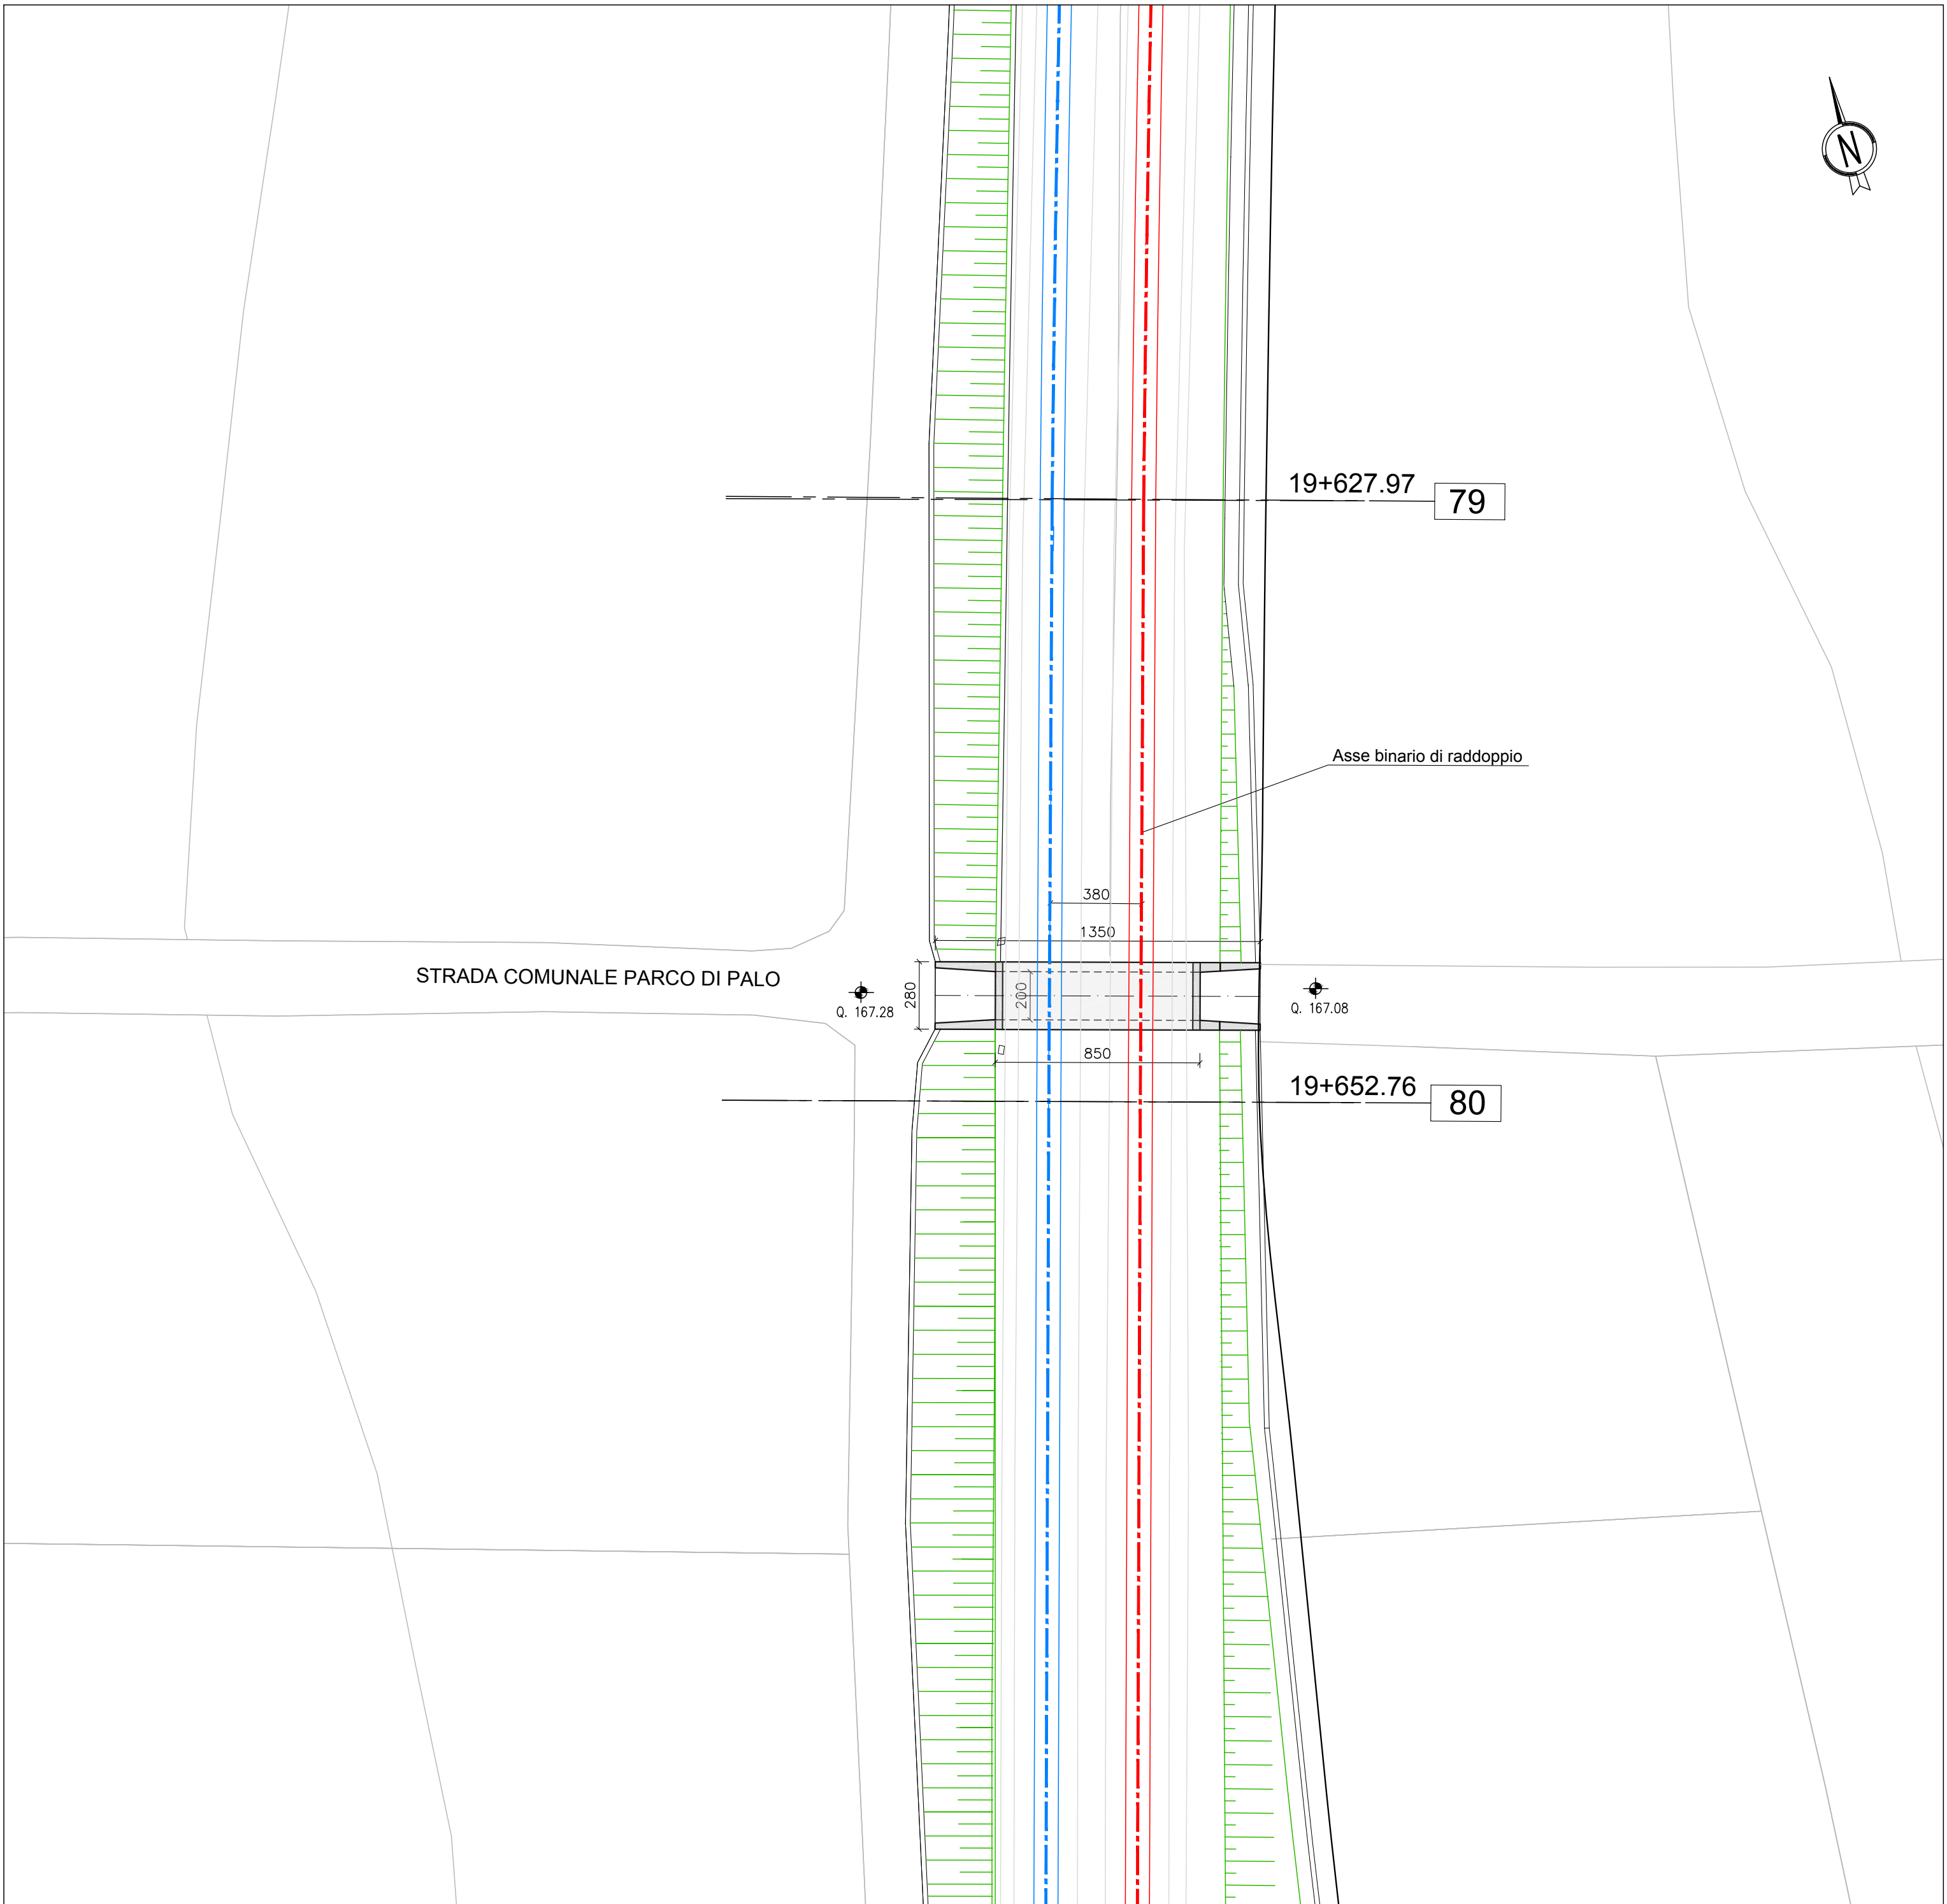 N
19+627.97
79
Asse binario di raddoppio
380
1350
STRADA COMUNALE PARCO DI PALO
Q. 167.28
280
200
Q. 167.08
850
19+652.76
80